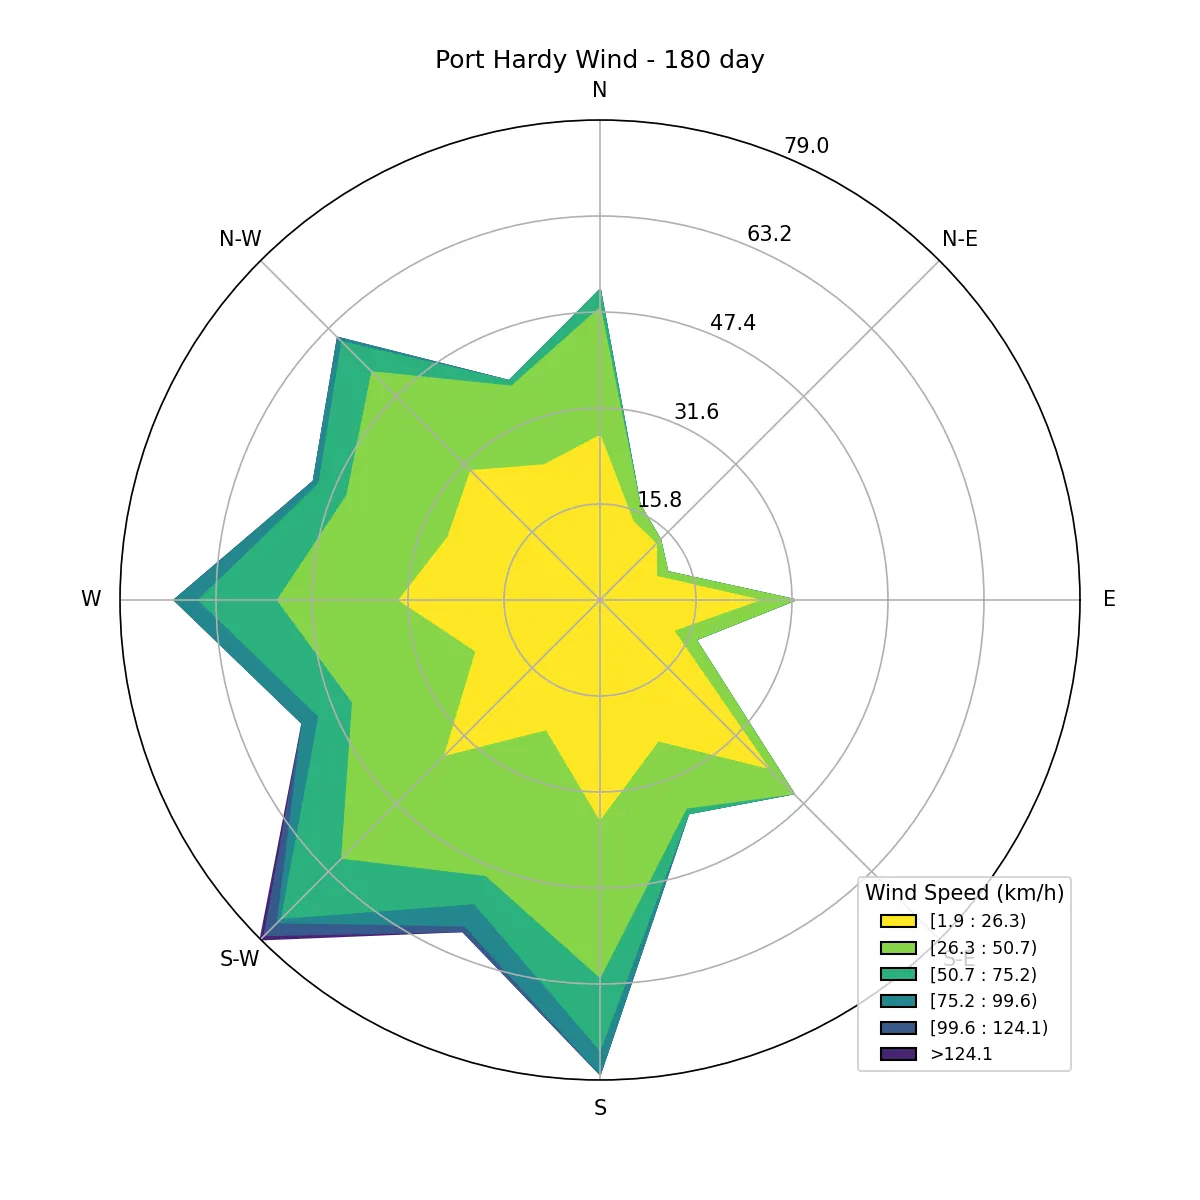 Port Hardy Wind - 180 day
N
79.0
63.2
N-W
N-E
47.4
31.6
15.8
W
E
Wind Speed (km/h)
[1.9 : 26.3)
[26.3 : 50.7)
S-W
S-E
[50.7 : 75.2)
[75.2 : 99.6)
[99.6 : 124.1)
>124.1
S